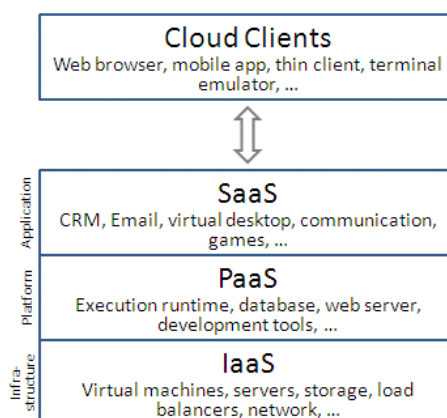 Cloud Clients
Web browser, mobile app, thin client, terminal
emulator, ...
Application
SaaS
CRM, Email, virtual desktop, communication,
games, ...
Platform
PaaS
Execution runtime, database, web server,
development tools, ...
Infra-
structure
IaaS
Virtual machines, servers, storage, load
balancers, network, ...